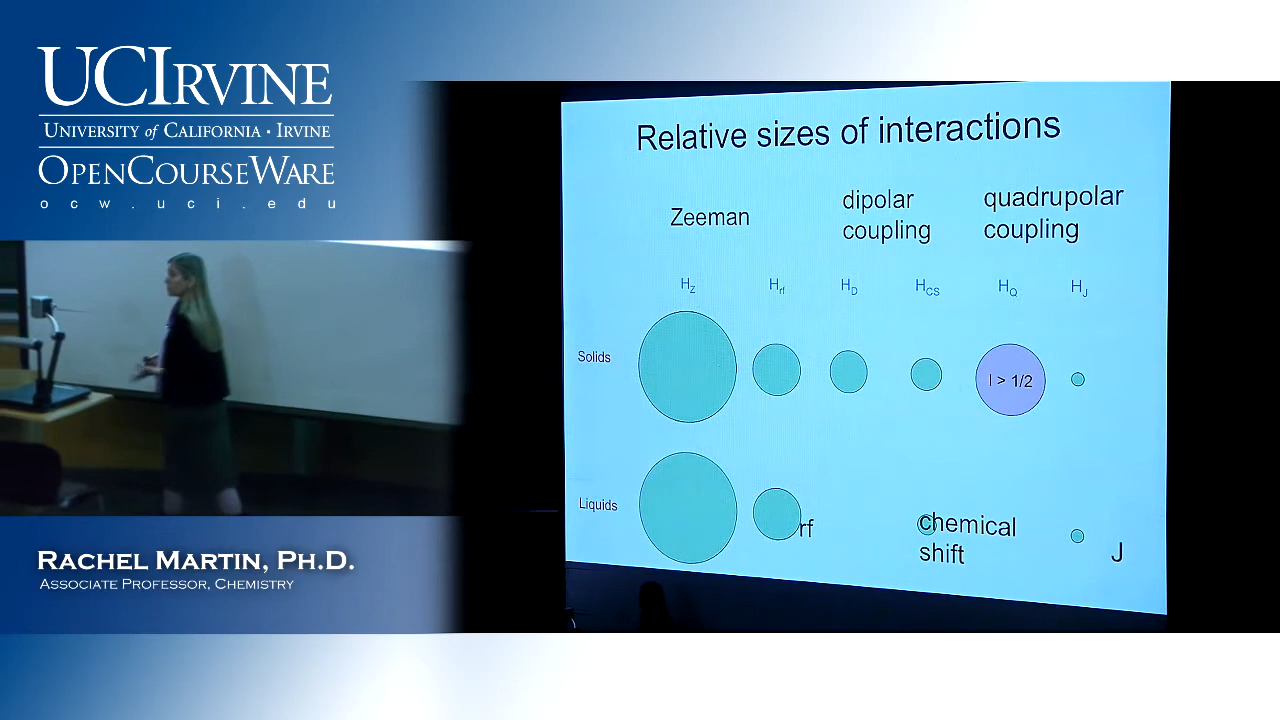 UCIRVINE
UNIVERSITY of CALIFORNIA · IRVINE
OPENCOURSEWARE
ocw.uci.edu
RACHEL MARTIN, PH.D.
ASSOCIATE PROFESSOR, CHEMISTRY
Relative sizes of interactions
Zeeman
dipolar
coupling
quadrupolar
coupling
HZ Hrf HD HCS HQ HJ
Solids
I > 1/2
Liquids
rf
chemical
shift
J